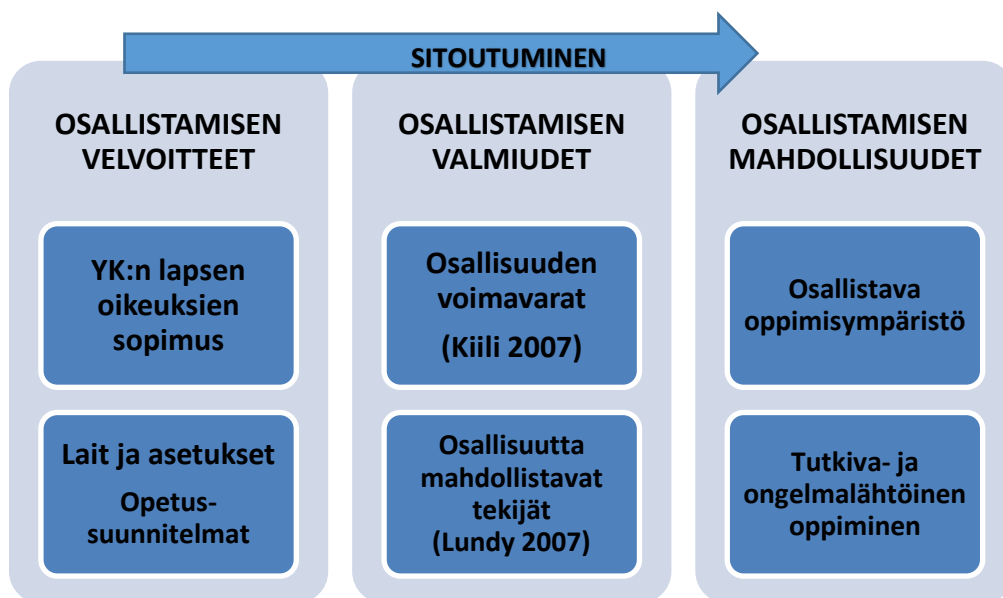 SITOUTUMINEN
OSALLISTAMISEN
VELVOITTEET
YK:n lapsen
oikeuksien
sopimus
Lait ja asetukset
Opetus-
suunnitelmat
OSALLISTAMISEN
VALMIUDET
Osallisuuden
voimavarat
(Kiili 2007)
Osallisuutta
mahdollistavat
tekijät
(Lundy 2007)
OSALLISTAMISEN
MAHDOLLISUUDET
Osallistava
oppimisympäristö
Tutkiva- ja
ongelmalähtöinen
oppiminen